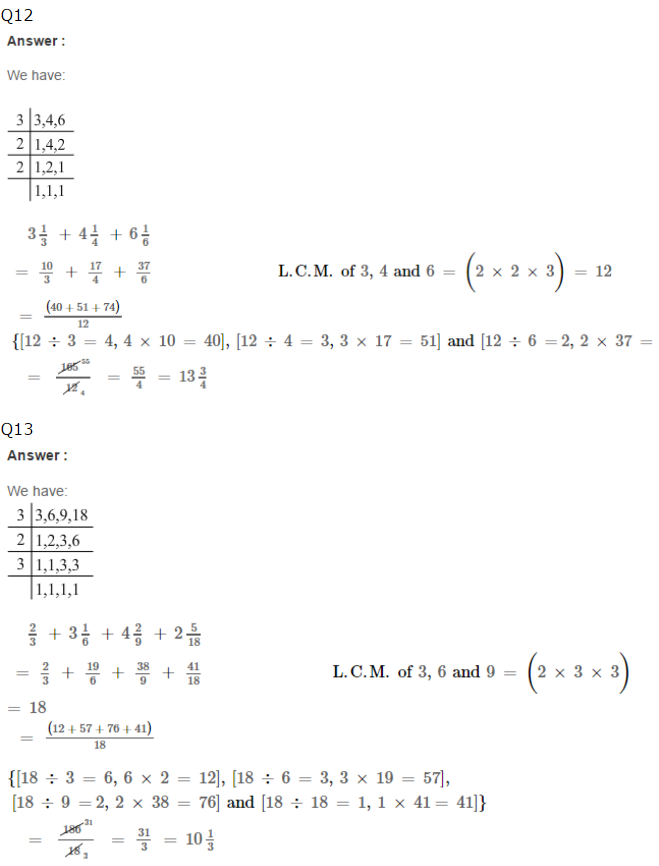 Q12
Answer :
We have:
3 | 3,4,6
2 | 1,4,2
2 | 1,2,1
| 1,1,1
3 1/3 + 4 1/4 + 6 1/6
= 10/3 + 17/4 + 37/6 L.C.M. of 3, 4 and 6 = (2 × 2 × 3) = 12
= (40 + 51 + 74)/12
{[12 ÷ 3 = 4, 4 × 10 = 40], [12 ÷ 4 = 3, 3 × 17 = 51] and [12 ÷ 6 = 2, 2 × 37 =
= 165 55/12 4 = 55/4 = 13 3/4
Q13
Answer :
We have:
3 | 3,6,9,18
2 | 1,2,3,6
3 | 1,1,3,3
| 1,1,1,1
2/3 + 3 1/6 + 4 2/9 + 2 5/18
= 2/3 + 19/6 + 38/9 + 41/18 L.C.M. of 3, 6 and 9 = (2 × 3 × 3)
= 18
= (12 + 57 + 76 + 41)/18
{[18 ÷ 3 = 6, 6 × 2 = 12], [18 ÷ 6 = 3, 3 × 19 = 57],
[18 ÷ 9 = 2, 2 × 38 = 76] and [18 ÷ 18 = 1, 1 × 41 = 41]}
= 186 31/18 3 = 31/3 = 10 1/3